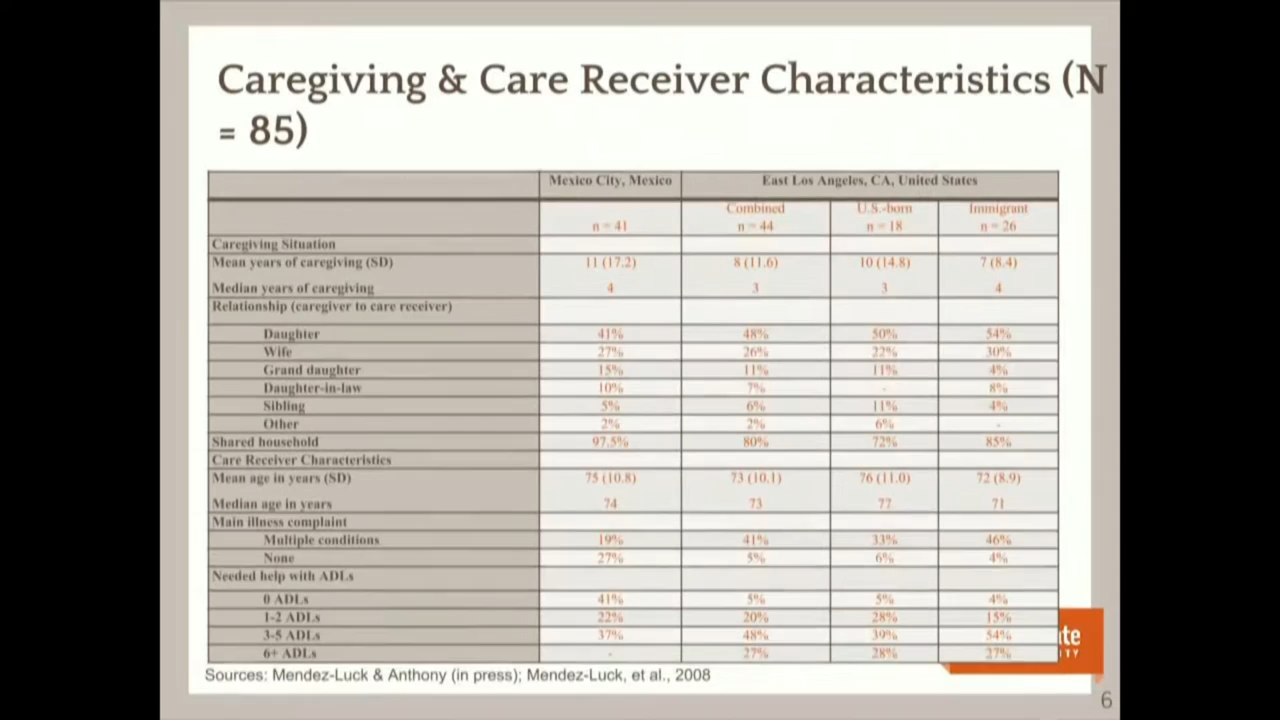 Caregiving & Care Receiver Characteristics (N
= 85)
Mexico City, Mexico East Los Angeles, CA, United States
Combined U.S.-born Immigrant
n = 41 n = 44 n = 18 n = 26
Caregiving Situation
Mean years of caregiving (SD) 11 (17.2) 8 (11.6) 10 (14.8) 7 (8.4)
Median years of caregiving 4 3 3 4
Relationship (caregiver to care receiver)
Daughter 41% 48% 50% 54%
Wife 27% 26% 22% 30%
Grand daughter 15% 11% 11% 4%
Daughter-in-law 10% 7% - 8%
Sibling 5% 6% 11% 4%
Other 2% 2% 6% -
Shared household 97.5% 80% 72% 85%
Care Receiver Characteristics
Mean age in years (SD) 75 (10.8) 73 (10.1) 76 (11.0) 72 (8.9)
Median age in years 74 73 77 71
Main illness complaint
Multiple conditions 19% 41% 33% 46%
None 27% 5% 6% 4%
Needed help with ADLs
0 ADLs 41% 5% 5% 4%
1-2 ADLs 22% 20% 28% 15%
3-5 ADLs 37% 48% 39% 54%
6+ ADLs - 27% 28% 27%
te
ITY
Sources: Mendez-Luck & Anthony (in press); Mendez-Luck, et al., 2008
6